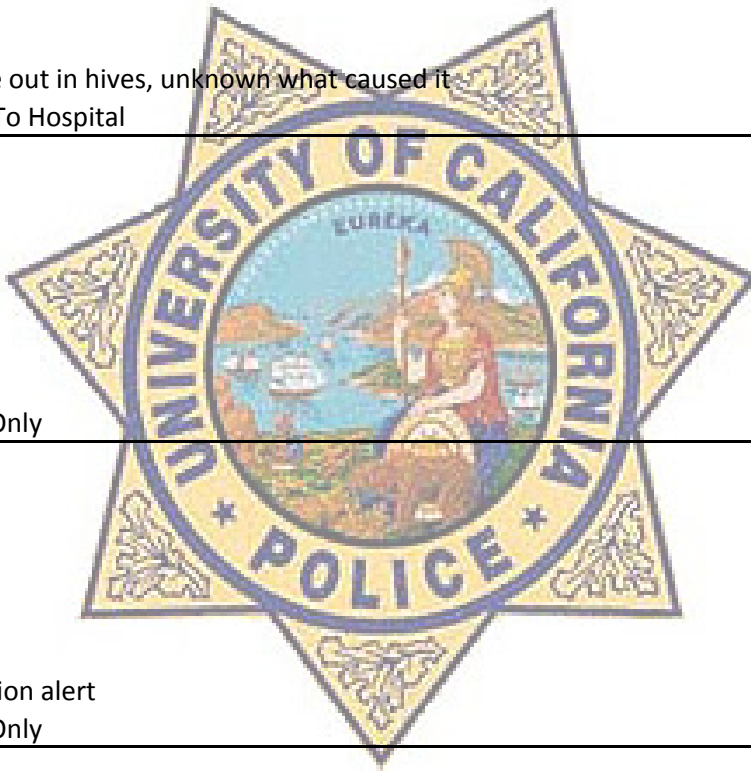 e out in hives, unknown what caused it
To Hospital
UNIVERSITY OF CALIFORNIA
EUREKA
Only
POLICE
ion alert
Only